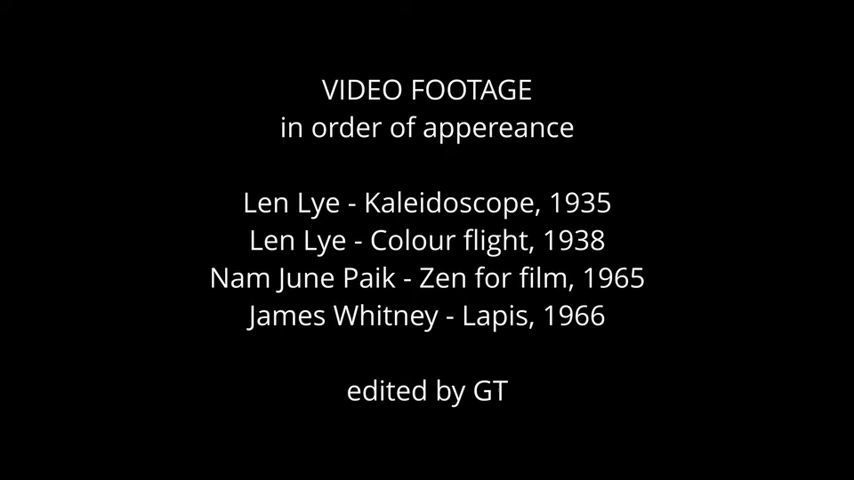 VIDEO FOOTAGE
in order of appereance
Len Lye - Kaleidoscope, 1935
Len Lye - Colour flight, 1938
Nam June Paik - Zen for film, 1965
James Whitney - Lapis, 1966
edited by GT